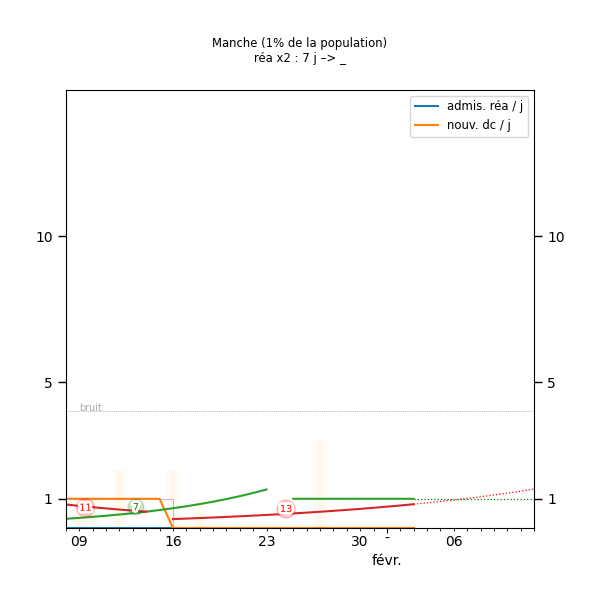 Manche (1% de la population)
réa x2 : 7 j –> _
admis. réa / j
nouv. dc / j
10 10
5 5
bruit
1 11 7 13 1
09 16 23 30 - 06
févr.